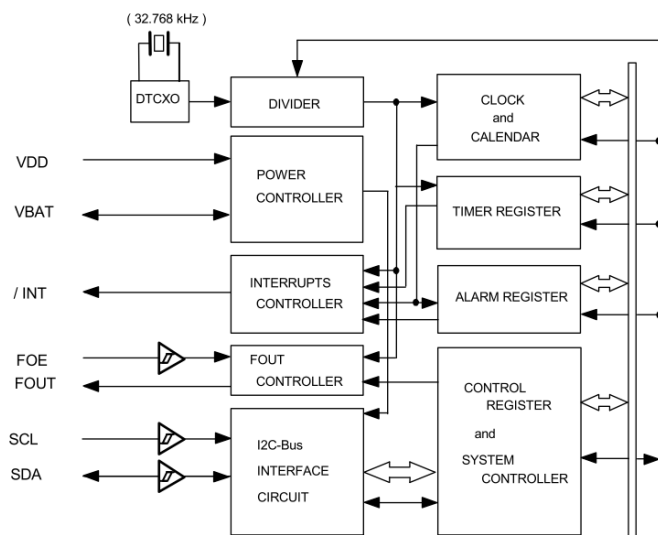 ( 32.768 kHz )
DTCXO
DIVIDER
CLOCK
and
CALENDAR
VDD
VBAT
POWER
CONTROLLER
TIMER REGISTER
/ INT
INTERRUPTS
CONTROLLER
ALARM REGISTER
FOE
FOUT
FOUT
CONTROLLER
CONTROL
REGISTER
and
SYSTEM
CONTROLLER
SCL
SDA
I2C-Bus
INTERFACE
CIRCUIT